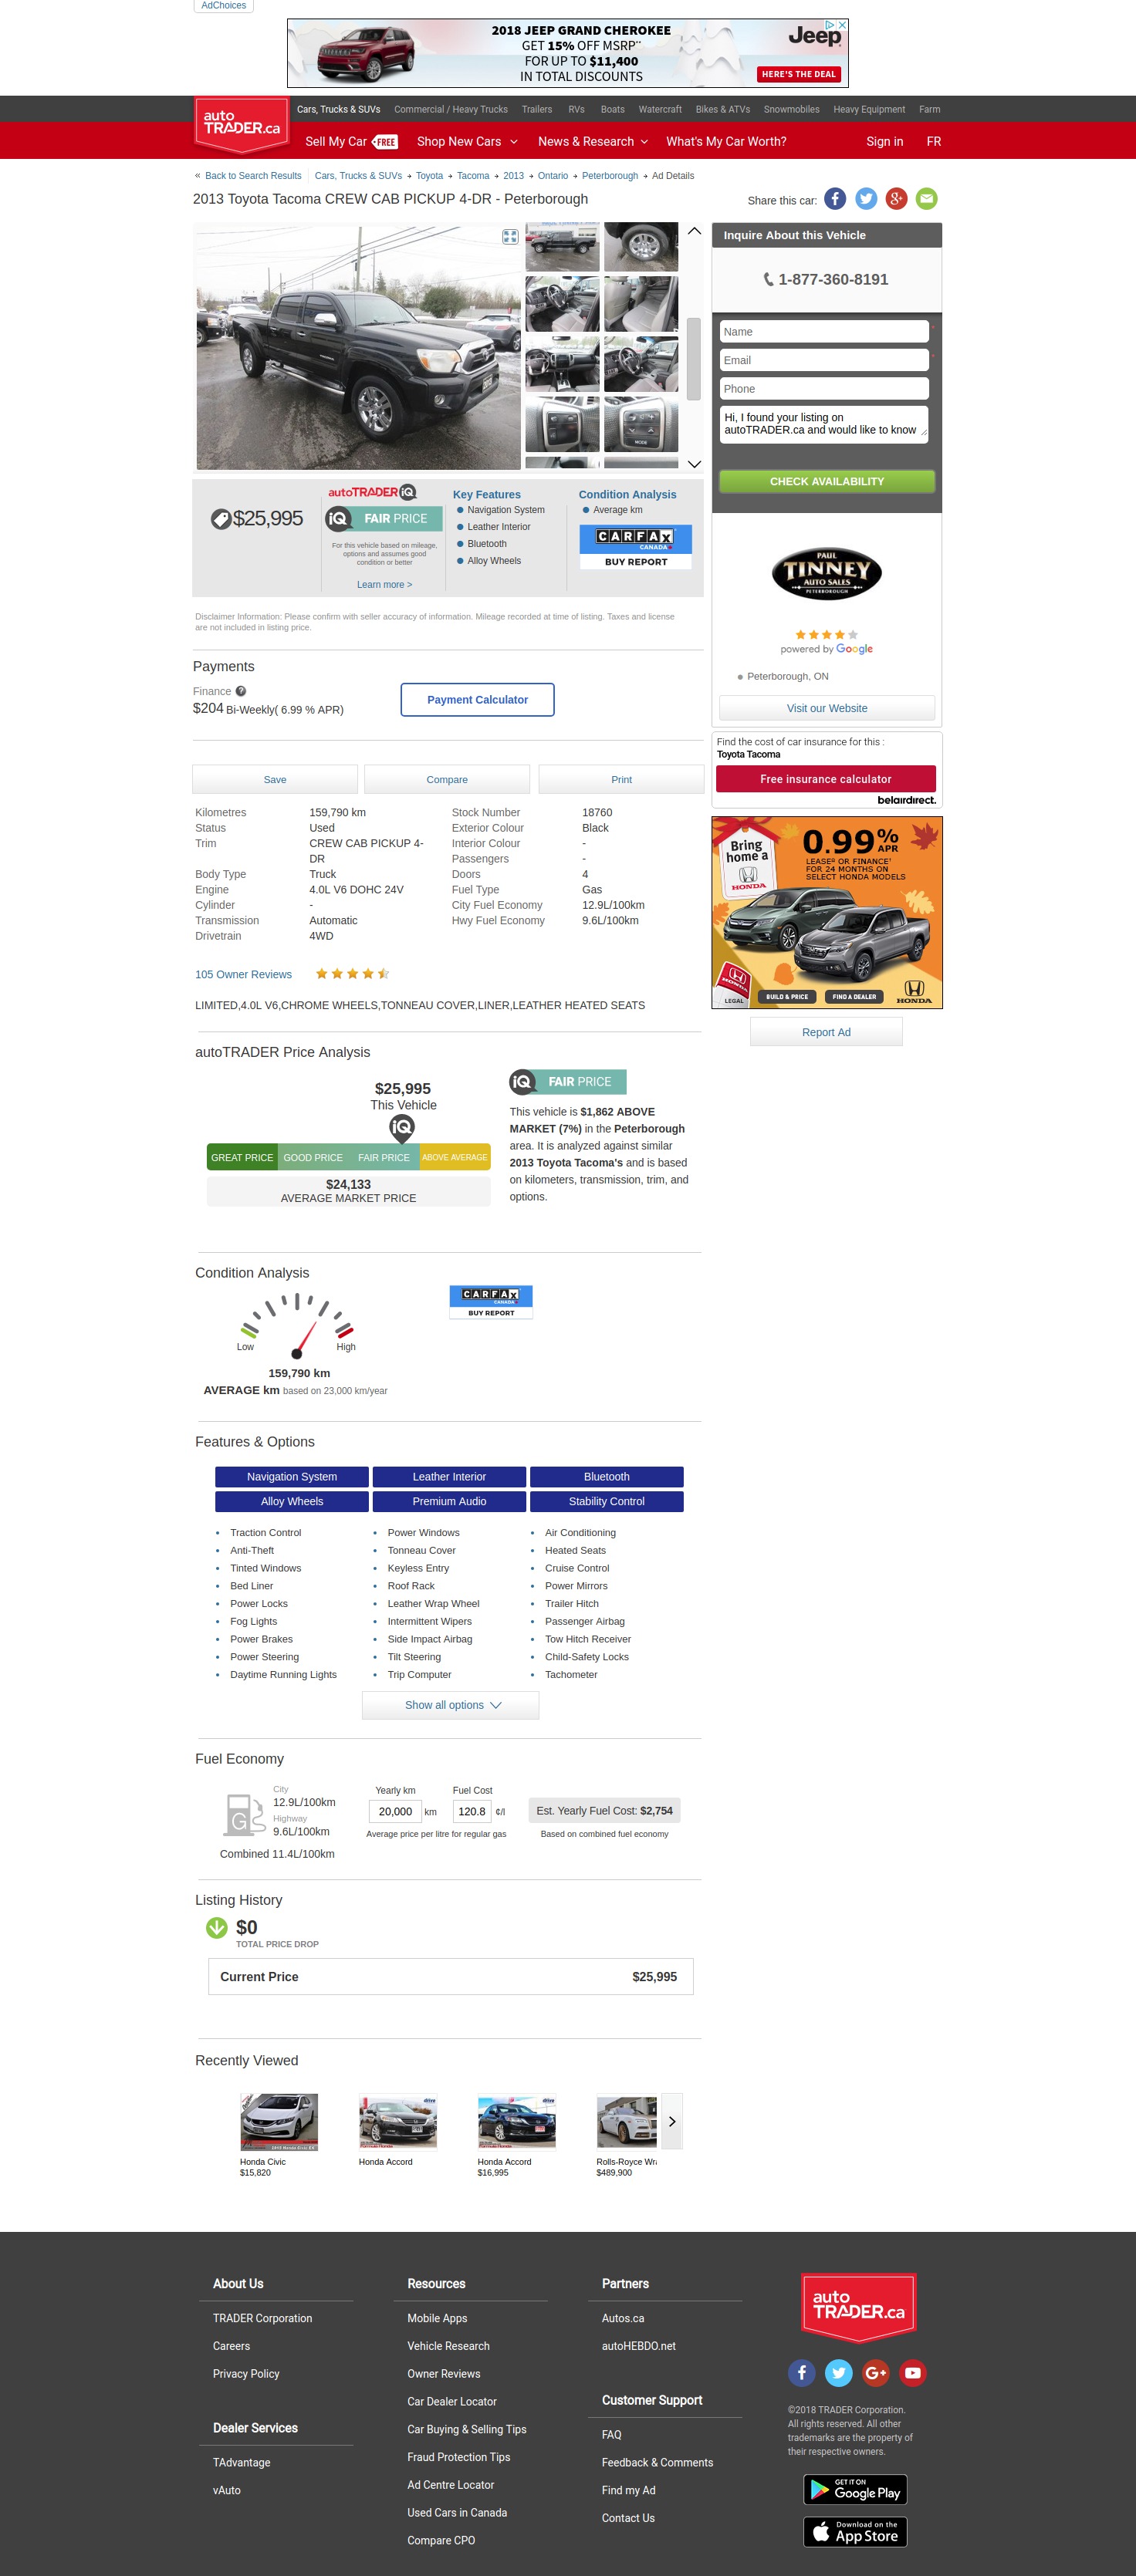 AdChoices
2018 JEEP GRAND CHEROKEE
GET 15% OFF MSRP**
FOR UP TO $11,400
IN TOTAL DISCOUNTS
Jeep
HERE'S THE DEAL
auto
TRADER.ca
Cars, Trucks & SUVs Commercial / Heavy Trucks Trailers RVs Boats Watercraft Bikes & ATVs Snowmobiles Heavy Equipment Farm
Sell My Car FREE Shop New Cars News & Research What's My Car Worth? Sign in FR
« Back to Search Results Cars, Trucks & SUVs → Toyota → Tacoma → 2013 → Ontario → Peterborough → Ad Details
2013 Toyota Tacoma CREW CAB PICKUP 4-DR - Peterborough
Share this car:
Inquire About this Vehicle
1-877-360-8191
Name
Email
Phone
Hi, I found your listing on
autoTRADER.ca and would like to know
CHECK AVAILABILITY
MODE
$25,995
autoTRADER iQ
iQ FAIR PRICE
For this vehicle based on mileage,
options and assumes good
condition or better
Learn more >
Key Features
Navigation System
Leather Interior
Bluetooth
Alloy Wheels
Condition Analysis
Average km
CARFAX
CANADA
BUY REPORT
PAUL
TINNEY
AUTO SALES
PETERBOROUGH
powered by Google
Peterborough, ON
Visit our Website
Disclaimer Information: Please confirm with seller accuracy of information. Mileage recorded at time of listing. Taxes and license
are not included in listing price.
Payments
Finance ?
$204 Bi-Weekly( 6.99 % APR)
Payment Calculator
Find the cost of car insurance for this :
Toyota Tacoma
Free insurance calculator
belairdirect.
Save
Compare
Print
Kilometres 159,790 km
Status Used
Trim CREW CAB PICKUP 4-
DR
Body Type Truck
Engine 4.0L V6 DOHC 24V
Cylinder -
Transmission Automatic
Drivetrain 4WD
Stock Number 18760
Exterior Colour Black
Interior Colour -
Passengers -
Doors 4
Fuel Type Gas
City Fuel Economy 12.9L/100km
Hwy Fuel Economy 9.6L/100km
Bring
home a
HONDA
0.99% APR
LEASE° OR FINANCE†
FOR 24 MONTHS ON
SELECT HONDA MODELS
LEGAL
BUILD & PRICE
FIND A DEALER
HONDA
Report Ad
105 Owner Reviews
LIMITED,4.0L V6,CHROME WHEELS,TONNEAU COVER,LINER,LEATHER HEATED SEATS
autoTRADER Price Analysis
$25,995
This Vehicle
iQ
GREAT PRICE GOOD PRICE FAIR PRICE ABOVE AVERAGE
$24,133
AVERAGE MARKET PRICE
iQ FAIR PRICE
This vehicle is $1,862 ABOVE
MARKET (7%) in the Peterborough
area. It is analyzed against similar
2013 Toyota Tacoma's and is based
on kilometers, transmission, trim, and
options.
Condition Analysis
Low High
159,790 km
AVERAGE km based on 23,000 km/year
CARFAX
CANADA
BUY REPORT
Features & Options
Navigation System Leather Interior Bluetooth
Alloy Wheels Premium Audio Stability Control
Traction Control Power Windows Air Conditioning
Anti-Theft Tonneau Cover Heated Seats
Tinted Windows Keyless Entry Cruise Control
Bed Liner Roof Rack Power Mirrors
Power Locks Leather Wrap Wheel Trailer Hitch
Fog Lights Intermittent Wipers Passenger Airbag
Power Brakes Side Impact Airbag Tow Hitch Receiver
Power Steering Tilt Steering Child-Safety Locks
Daytime Running Lights Trip Computer Tachometer
Show all options
Fuel Economy
G
City
12.9L/100km
Highway
9.6L/100km
Combined 11.4L/100km
Yearly km
20,000 km
Fuel Cost
120.8 ¢/l
Average price per litre for regular gas
Est. Yearly Fuel Cost: $2,754
Based on combined fuel economy
Listing History
$0
TOTAL PRICE DROP
Current Price $25,995
Recently Viewed
Honda Civic
$15,820
Honda Accord
Honda Accord
$16,995
Rolls-Royce Wra
$489,900
About Us
TRADER Corporation
Careers
Privacy Policy
Dealer Services
TAdvantage
vAuto
Resources
Mobile Apps
Vehicle Research
Owner Reviews
Car Dealer Locator
Car Buying & Selling Tips
Fraud Protection Tips
Ad Centre Locator
Used Cars in Canada
Compare CPO
Partners
Autos.ca
autoHEBDO.net
Customer Support
FAQ
Feedback & Comments
Find my Ad
Contact Us
auto
TRADER.ca
©2018 TRADER Corporation.
All rights reserved. All other
trademarks are the property of
their respective owners.
GET IT ON
Google Play
Download on the
App Store